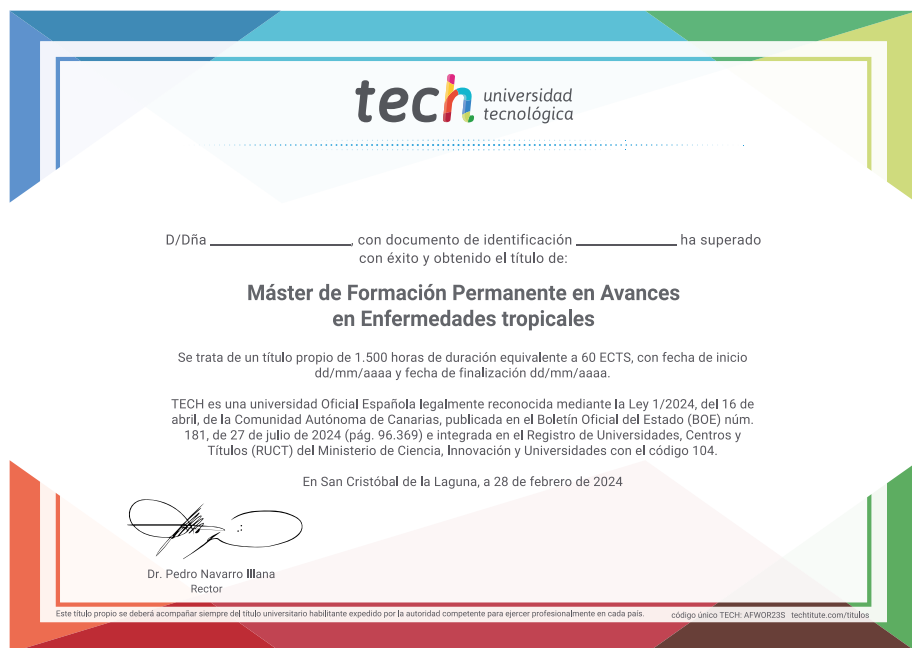 tech universidad
tecnológica
D/Dña ____________________, con documento de identificación ______________ ha superado
con éxito y obtenido el título de:
Máster de Formación Permanente en Avances
en Enfermedades tropicales
Se trata de un título propio de 1.500 horas de duración equivalente a 60 ECTS, con fecha de inicio
dd/mm/aaaa y fecha de finalización dd/mm/aaaa.
TECH es una universidad Oficial Española legalmente reconocida mediante la Ley 1/2024, del 16 de
abril, de la Comunidad Autónoma de Canarias, publicada en el Boletín Oficial del Estado (BOE) núm.
181, de 27 de julio de 2024 (pág. 96.369) e integrada en el Registro de Universidades, Centros y
Títulos (RUCT) del Ministerio de Ciencia, Innovación y Universidades con el código 104.
En San Cristóbal de la Laguna, a 28 de febrero de 2024
Dr. Pedro Navarro Illana
Rector
Este título propio se deberá acompañar siempre del título universitario habilitante expedido por la autoridad competente para ejercer profesionalmente en cada país. código único TECH: AFWOR23S techtitute.com/titulos